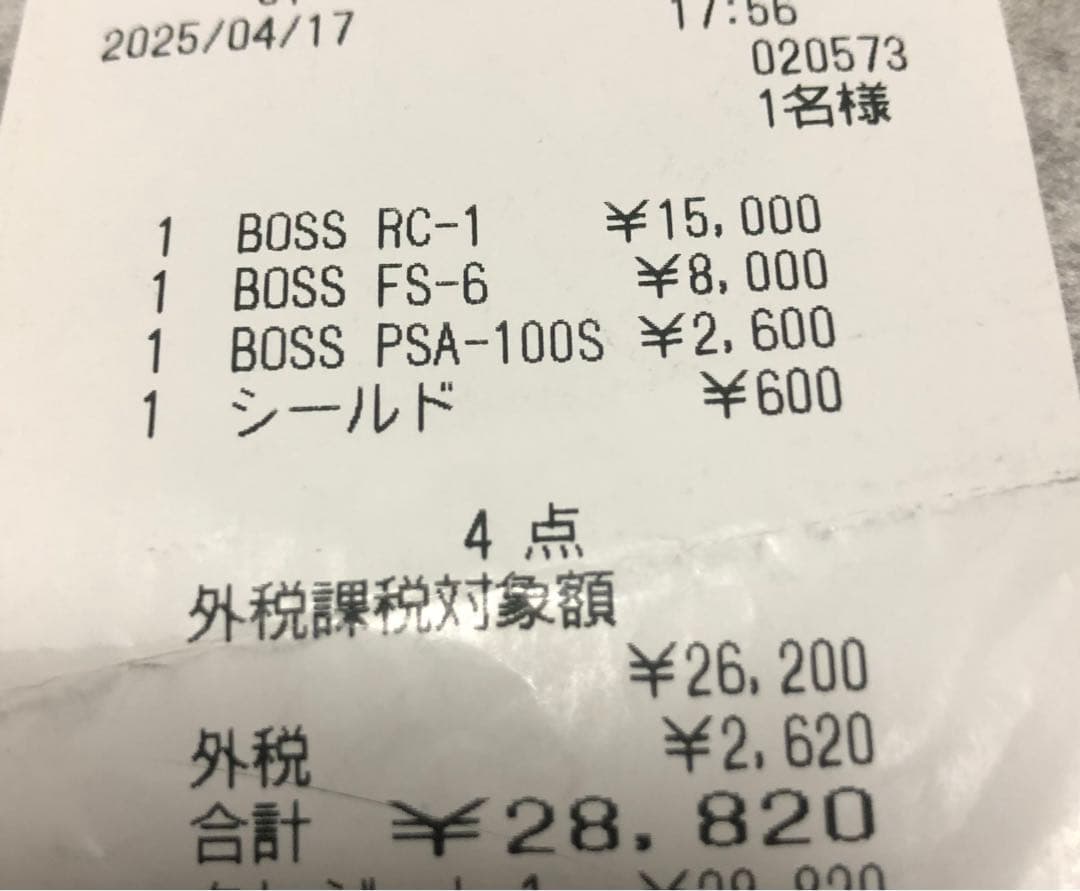 2025/04/17 17:56
020573
1名様
1 BOSS RC-1 ¥15,000
1 BOSS FS-6 ¥8,000
1 BOSS PSA-100S ¥2,600
1 シールド ¥600
4 点
外税課税対象額
¥26,200
外税 ¥2,620
合計 ¥28,820